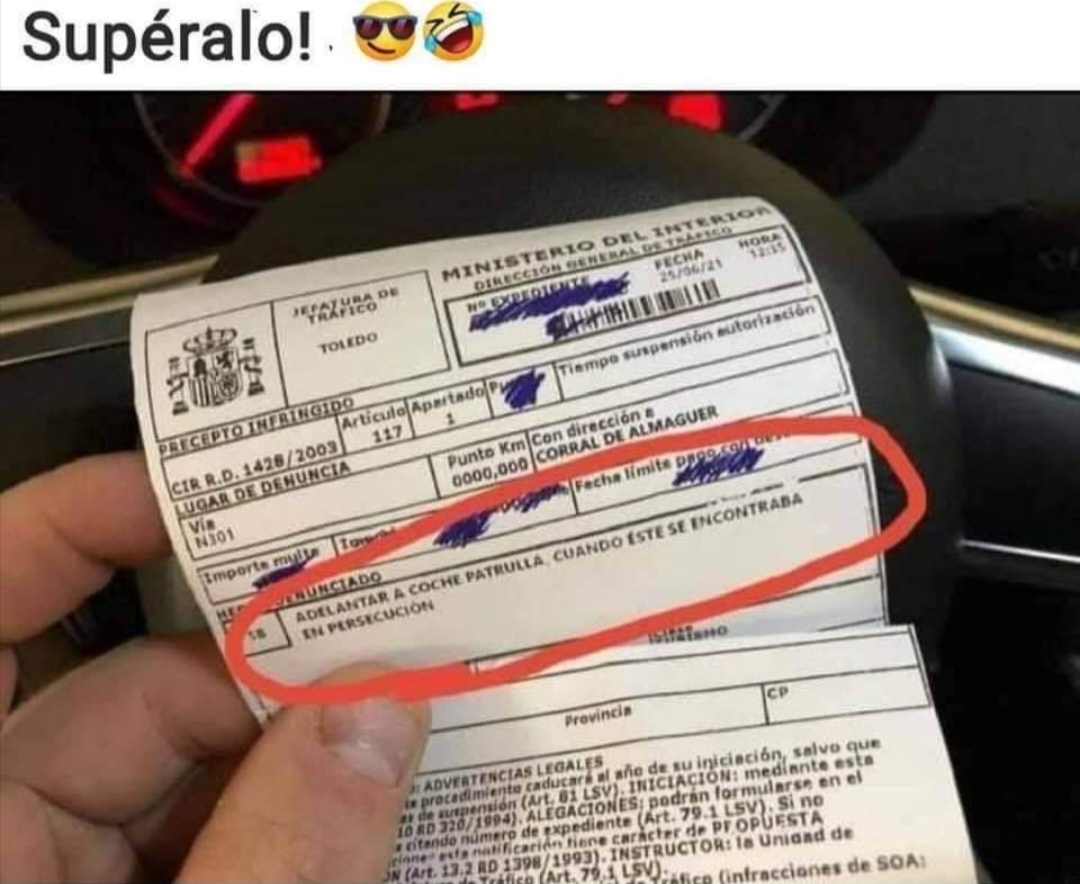 Supéralo! 😎🤣
MINISTERIO DEL INTERIOR
DIRECCIÓN GENERAL DE TRÁFICO
JEFATURA DE
TRÁFICO
TOLEDO
Nº EXPEDIENTE
FECHA
25/06/21
HORA
12:15
PRECEPTO INFRINGIDO
CIR R.D. 1428/2003
Artículo
117
Apartado
1
Tiempo suspensión autorización
LUGAR DE DENUNCIA
Vía
N301
Punto Km
0000,000
Con dirección a
CORRAL DE ALMAGUER
Importe multa
Fecha límite pago con
DENUNCIADO
5B
ADELANTAR A COCHE PATRULLA, CUANDO ÉSTE SE ENCONTRABA
EN PERSECUCIÓN
Provincia
CP
ADVERTENCIAS LEGALES
procedimiento caducará al año de su iniciación, salvo que
de suspensión (Art. 81 LSV). INICIACIÓN: mediante esta
RD 320/1994). ALEGACIONES: podrán formularse en el
citando número de expediente (Art. 79.1 LSV). Si no
esta notificación tiene carácter de PROPUESTA
(Art. 13.2 RD 1398/1993). INSTRUCTOR: la Unidad de
Tráfico (Art. 79.1 LSV).
Tráfico (infracciones de SOA: